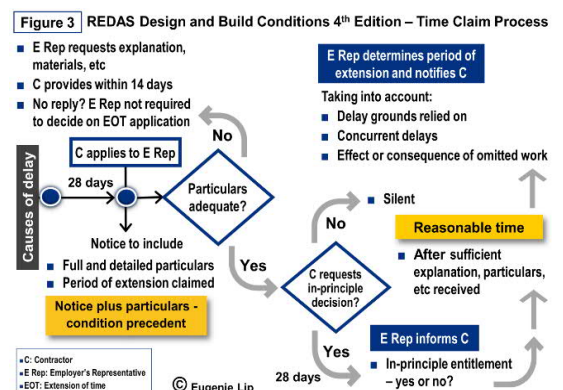 Figure 3 REDAS Design and Build Conditions 4th Edition – Time Claim Process
E Rep requests explanation,
materials, etc
C provides within 14 days
No reply? E Rep not required
to decide on EOT application
No
Causes of delay
C applies to E Rep
28 days
Particulars
adequate?
Notice to include
Full and detailed particulars
Period of extension claimed
Notice plus particulars -
condition precedent
Yes
C: Contractor
E Rep: Employer's Representative
EOT: Extension of time
© Eugenie Lip
E Rep determines period of
extension and notifies C
Taking into account:
Delay grounds relied on
Concurrent delays
Effect or consequence of omitted work
No
Silent
C requests
in-principle
decision?
Reasonable time
After sufficient
explanation, particulars,
etc received
Yes
28 days
E Rep informs C
In-principle entitlement
– yes or no?